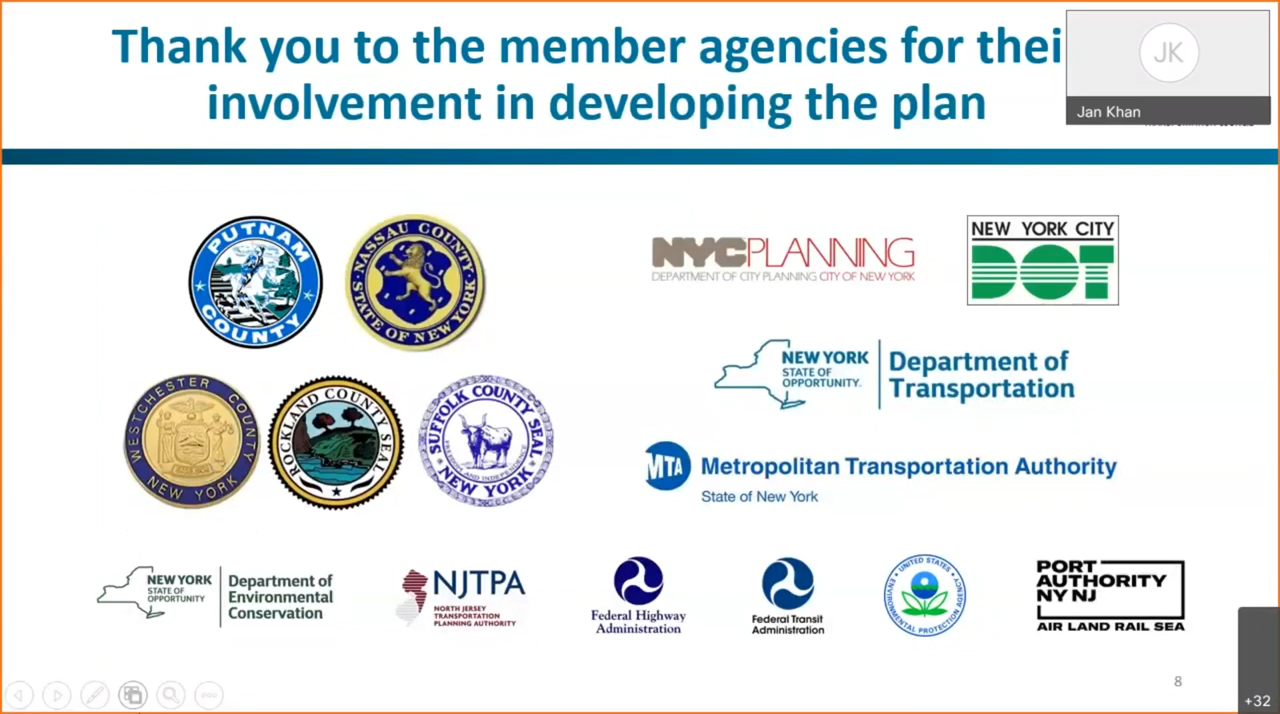 Thank you to the member agencies for thei
involvement in developing the plan
JK
Jan Khan
PUTNAM
COUNTY
NASSAU COUNTY
STATE OF NEW YORK
NYCPLANNING
DEPARTMENT OF CITY PLANNING CITY OF NEW YORK
NEW YORK CITY
DOT
NEW YORK
STATE OF
OPPORTUNITY.
Department of
Transportation
WESTCHESTER COUNTY
NEW YORK
ROCKLAND COUNTY SEAL
SUFFOLK COUNTY SEAL
NEW YORK
MTA
Metropolitan Transportation Authority
State of New York
NEW YORK
STATE OF
OPPORTUNITY.
Department of
Environmental
Conservation
NJTPA
NORTH JERSEY
TRANSPORTATION
PLANNING AUTHORITY
Federal Highway
Administration
Federal Transit
Administration
UNITED STATES
ENVIRONMENTAL PROTECTION AGENCY
PORT
AUTHORITY
NY NJ
AIR LAND RAIL SEA
8
+32